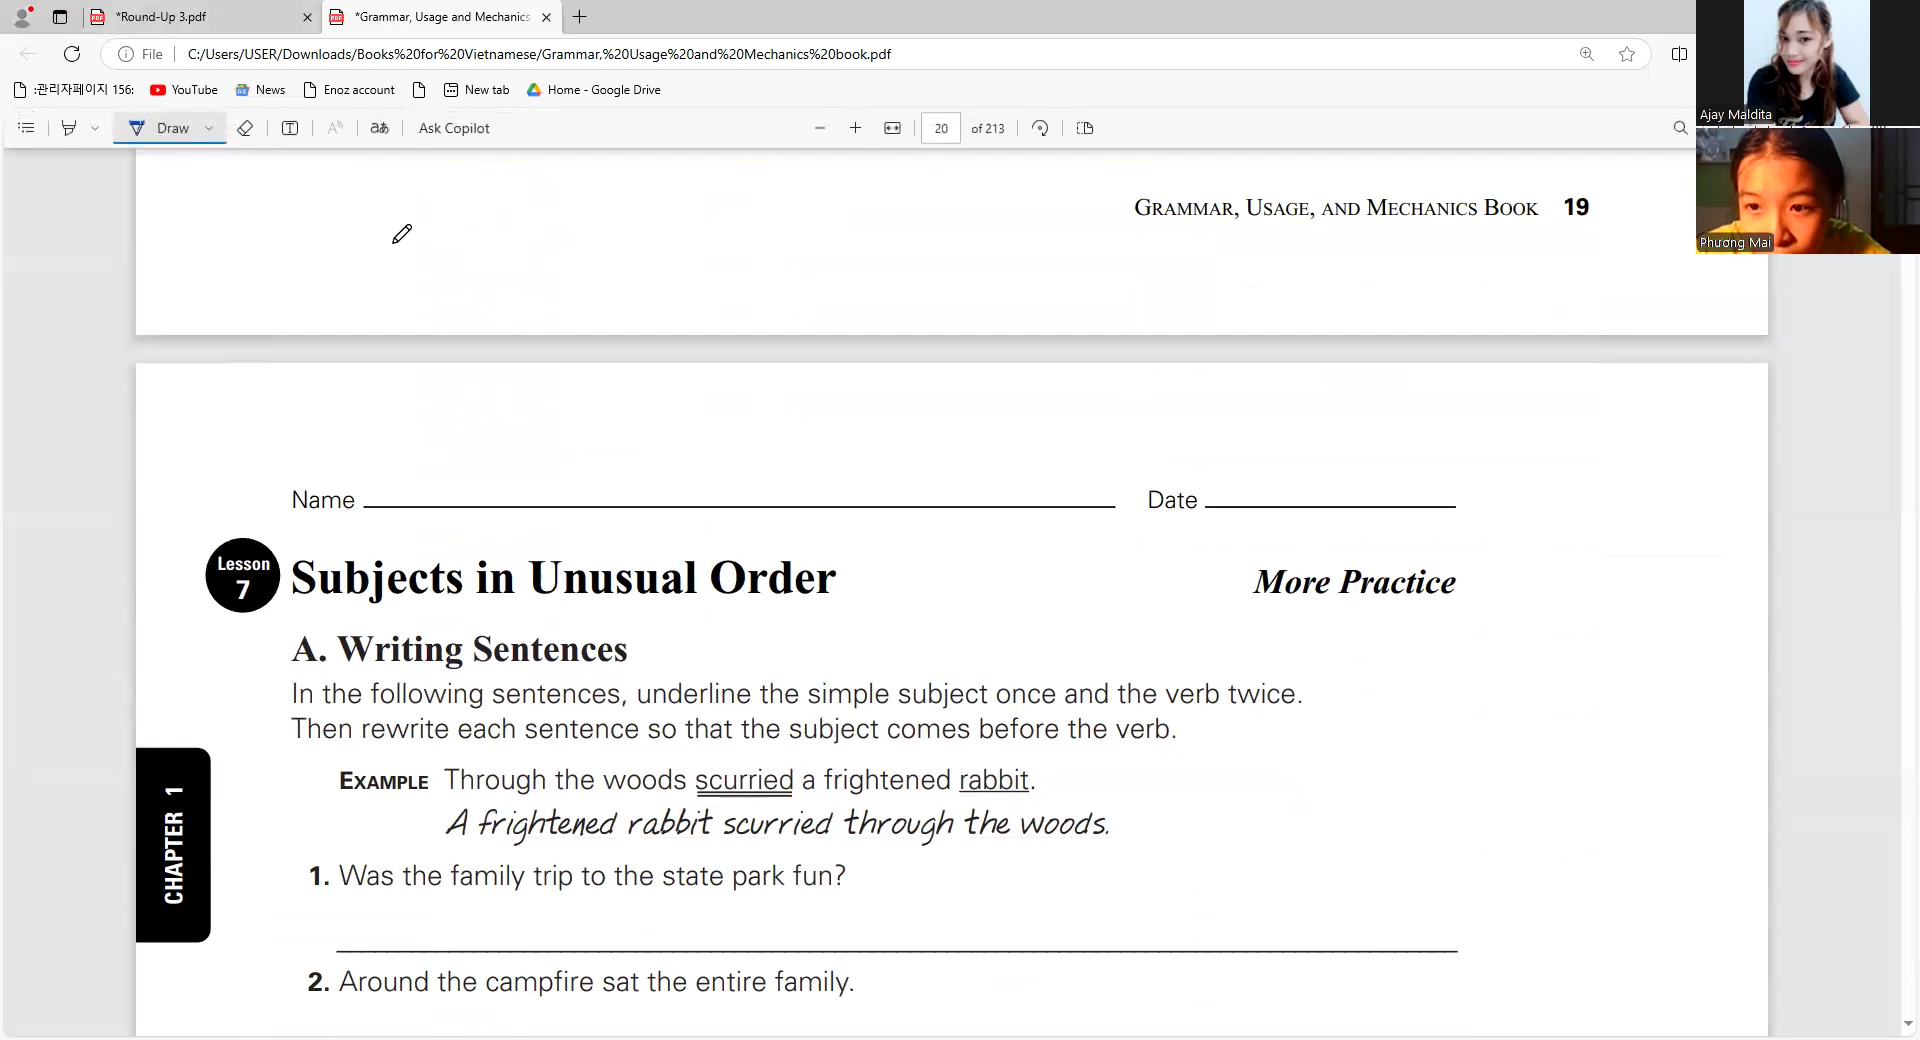 *Round-Up 3.pdf
*Grammar, Usage and Mechanics
File C:/Users/USER/Downloads/Books%20for%20Vietnamese/Grammar,%20Usage%20and%20Mechanics%20book.pdf
:관리자페이지 156: YouTube News Enoz account New tab Home - Google Drive
Draw Ask Copilot 20 of 213
Ajay Maldita
Phương Mai
GRAMMAR, USAGE, AND MECHANICS BOOK 19
Name Date
Lesson 7 Subjects in Unusual Order More Practice
A. Writing Sentences
In the following sentences, underline the simple subject once and the verb twice.
Then rewrite each sentence so that the subject comes before the verb.
EXAMPLE Through the woods scurried a frightened rabbit.
A frightened rabbit scurried through the woods.
CHAPTER 1
1. Was the family trip to the state park fun?
2. Around the campfire sat the entire family.